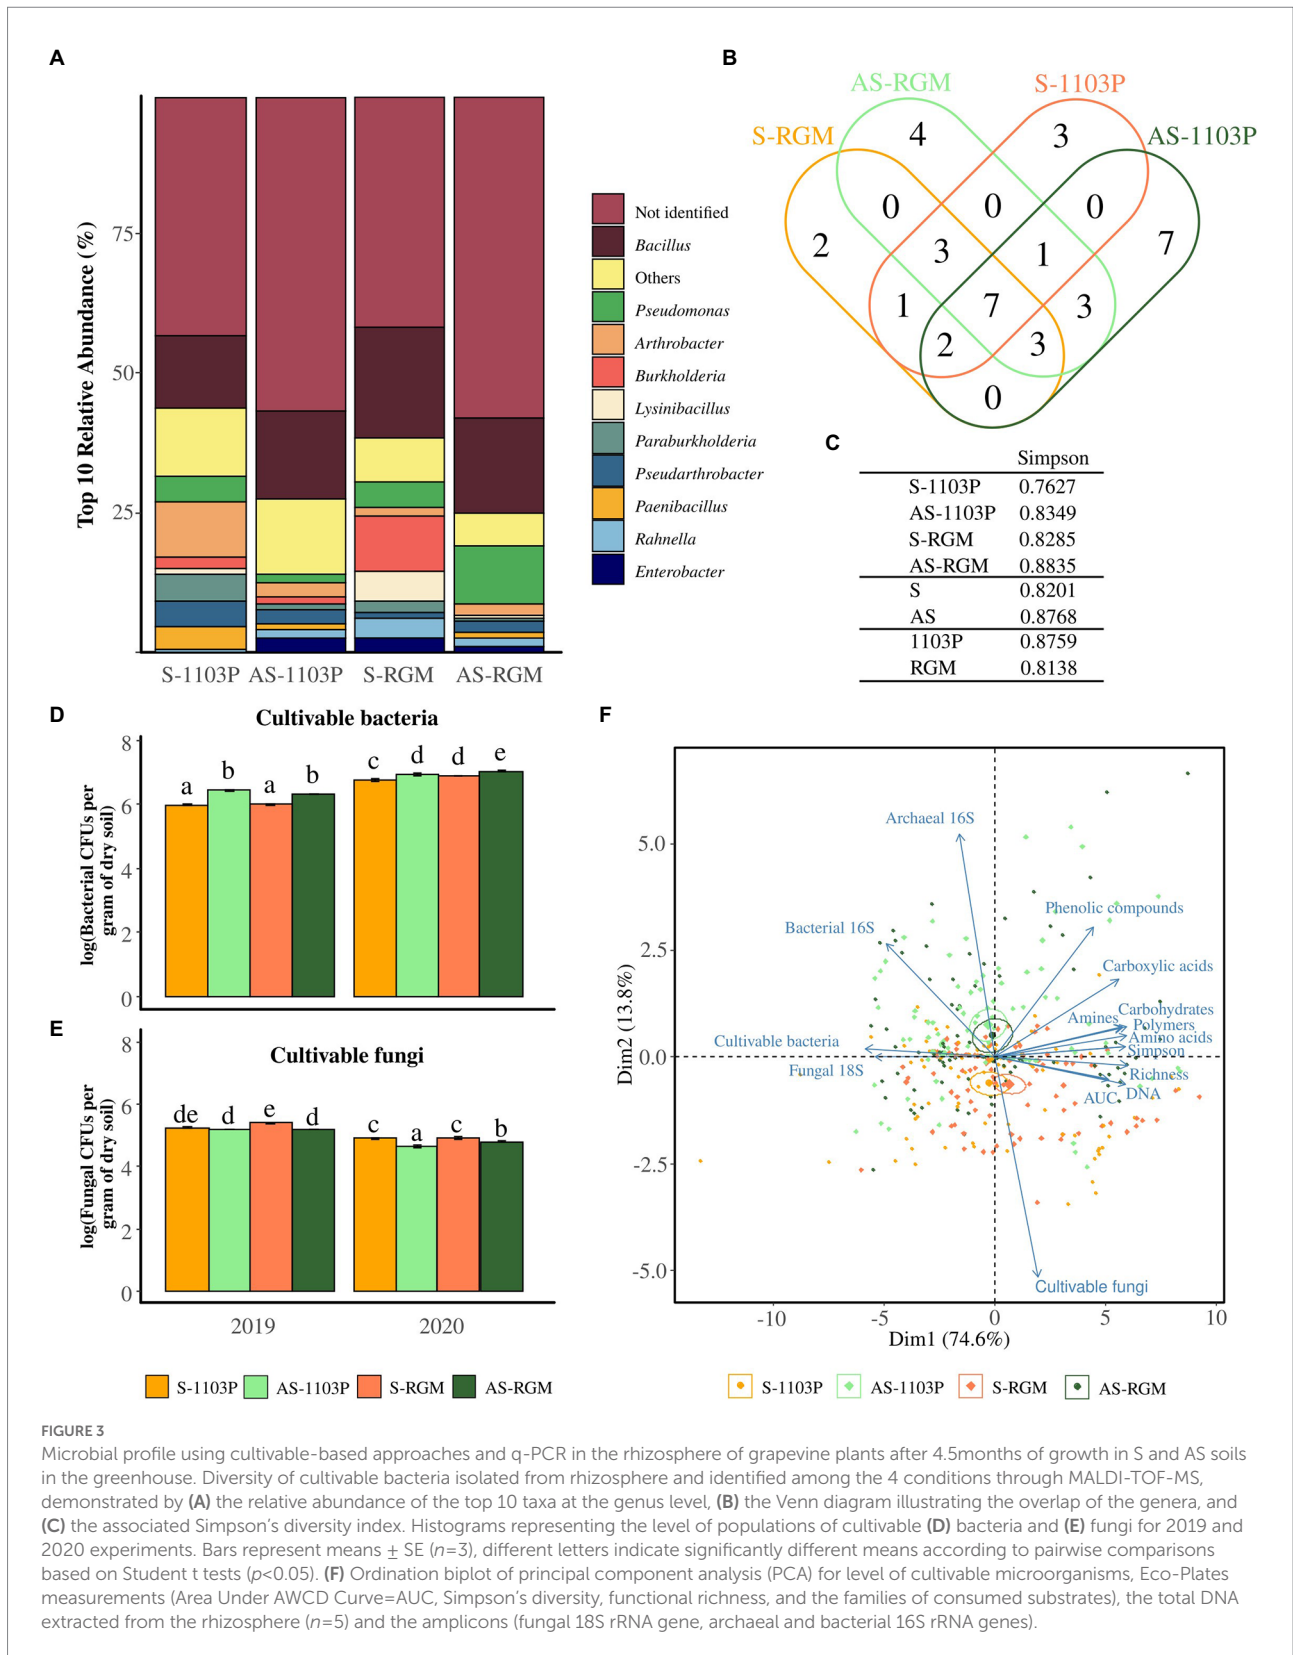 A
Top 10 Relative Abundance (%)
75
50
25
S-1103P AS-1103P S-RGM AS-RGM
Not identified
Bacillus
Others
Pseudomonas
Arthrobacter
Burkholderia
Lysinibacillus
Paraburkholderia
Pseudarthrobacter
Paenibacillus
Rahnella
Enterobacter
B
AS-RGM S-1103P
S-RGM AS-1103P
4 3
0 0 0
2 3 1 7
1 7 3
2 3
0
C
Simpson
S-1103P 0.7627
AS-1103P 0.8349
S-RGM 0.8285
AS-RGM 0.8835
S 0.8201
AS 0.8768
1103P 0.8759
RGM 0.8138
D
Cultivable bacteria
log(Bacterial CFUs per
gram of dry soil)
8
6
4
2
0
a b a b c d d e
E
Cultivable fungi
log(Fungal CFUs per
gram of dry soil)
8
6
4
2
0
de d e d c a c b
2019 2020
S-1103P AS-1103P S-RGM AS-RGM
F
Dim2 (13.8%)
5.0
2.5
0.0
-2.5
-5.0
Archaeal 16S
Phenolic compounds
Bacterial 16S
Carboxylic acids
Carbohydrates
Amines
Polymers
Amino acids
Cultivable bacteria
Simpson
Fungal 18S
Richness
AUC
DNA
Cultivable fungi
-10 -5 0 5 10
Dim1 (74.6%)
S-1103P AS-1103P S-RGM AS-RGM
FIGURE 3
Microbial profile using cultivable-based approaches and q-PCR in the rhizosphere of grapevine plants after 4.5months of growth in S and AS soils
in the greenhouse. Diversity of cultivable bacteria isolated from rhizosphere and identified among the 4 conditions through MALDI-TOF-MS,
demonstrated by (A) the relative abundance of the top 10 taxa at the genus level, (B) the Venn diagram illustrating the overlap of the genera, and
(C) the associated Simpson's diversity index. Histograms representing the level of populations of cultivable (D) bacteria and (E) fungi for 2019 and
2020 experiments. Bars represent means ± SE (n=3), different letters indicate significantly different means according to pairwise comparisons
based on Student t tests (p<0.05). (F) Ordination biplot of principal component analysis (PCA) for level of cultivable microorganisms, Eco-Plates
measurements (Area Under AWCD Curve=AUC, Simpson's diversity, functional richness, and the families of consumed substrates), the total DNA
extracted from the rhizosphere (n=5) and the amplicons (fungal 18S rRNA gene, archaeal and bacterial 16S rRNA genes).